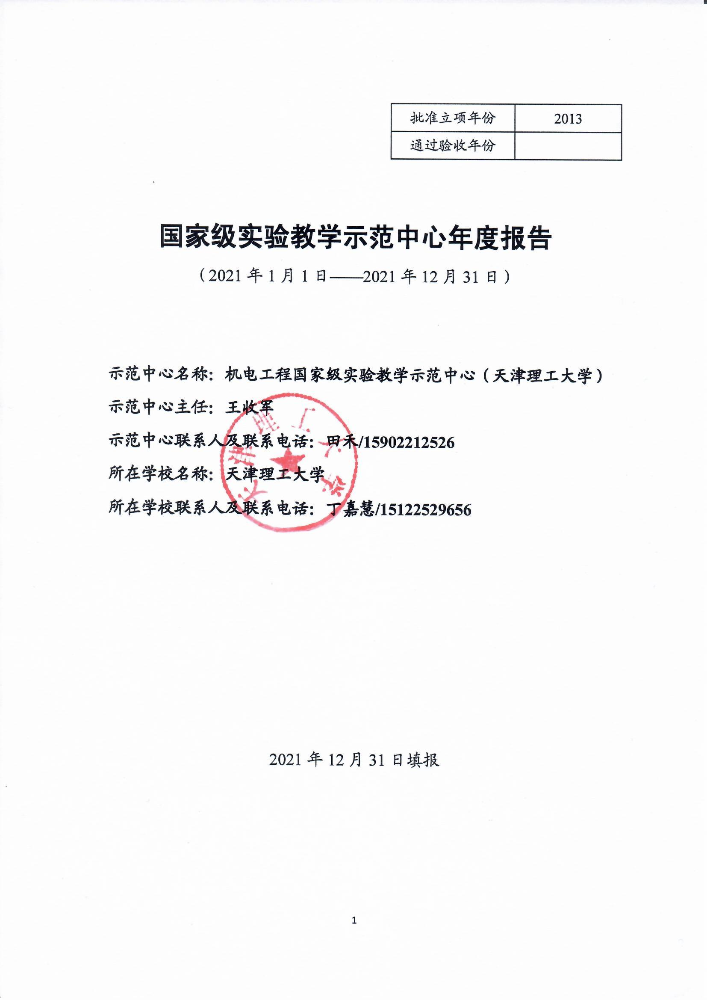 批准立项年份 2013
通过验收年份
国家级实验教学示范中心年度报告
（2021 年 1 月 1 日——2021 年 12 月 31 日）
示范中心名称：机电工程国家级实验教学示范中心（天津理工大学）
示范中心主任：王收军
示范中心联系人及联系电话：田禾/15902212526
所在学校名称：天津理工大学
所在学校联系人及联系电话：丁嘉慧/15122529656
天津理工大学
2021 年 12 月 31 日填报
1